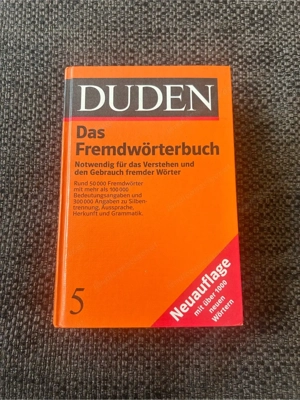 DUDEN
Das
Fremdwörterbuch
Notwendig für das Verstehen und
den Gebrauch fremder Wörter
Rund 50 000 Fremdwörter
mit mehr als 100 000
Bedeutungsangaben und
300 000 Angaben zu Silben-
trennung, Aussprache,
Herkunft und Grammatik.
5
Neuauflage
mit über 1000
neuen
Wörtern